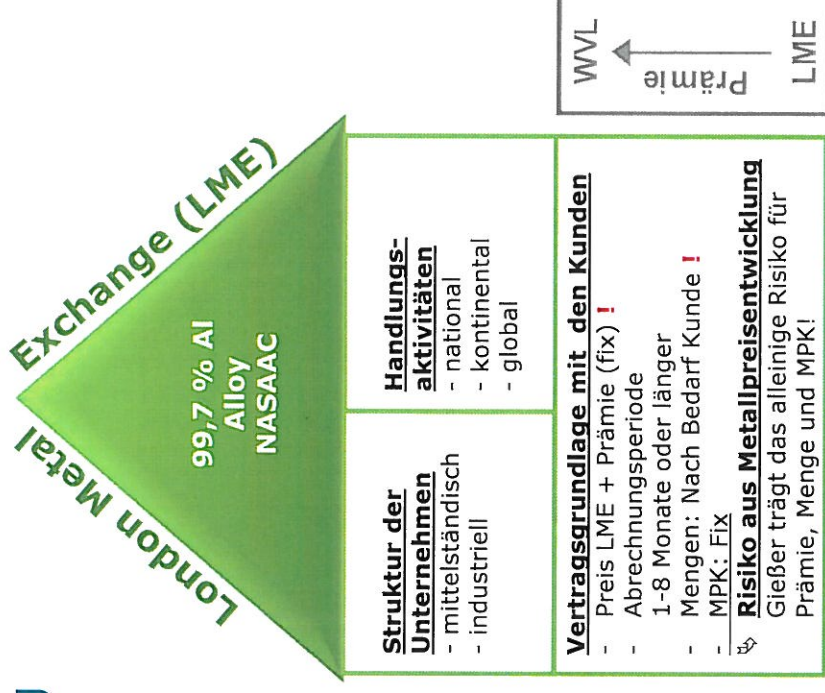 London Metal Exchange (LME)
99,7 % Al
Alloy
NASAAC
Struktur der
Unternehmen
- mittelständisch
- industriell
Handlungs-
aktivitäten
- national
- kontinental
- global
Vertragsgrundlage mit den Kunden
- Preis LME + Prämie (fix) !
- Abrechnungsperiode
1-8 Monate oder länger
- Mengen: Nach Bedarf Kunde !
- MPK: Fix
Risiko aus Metallpreisentwicklung
Gießer trägt das alleinige Risiko für
Prämie, Menge und MPK!
WVL
Prämie
LME